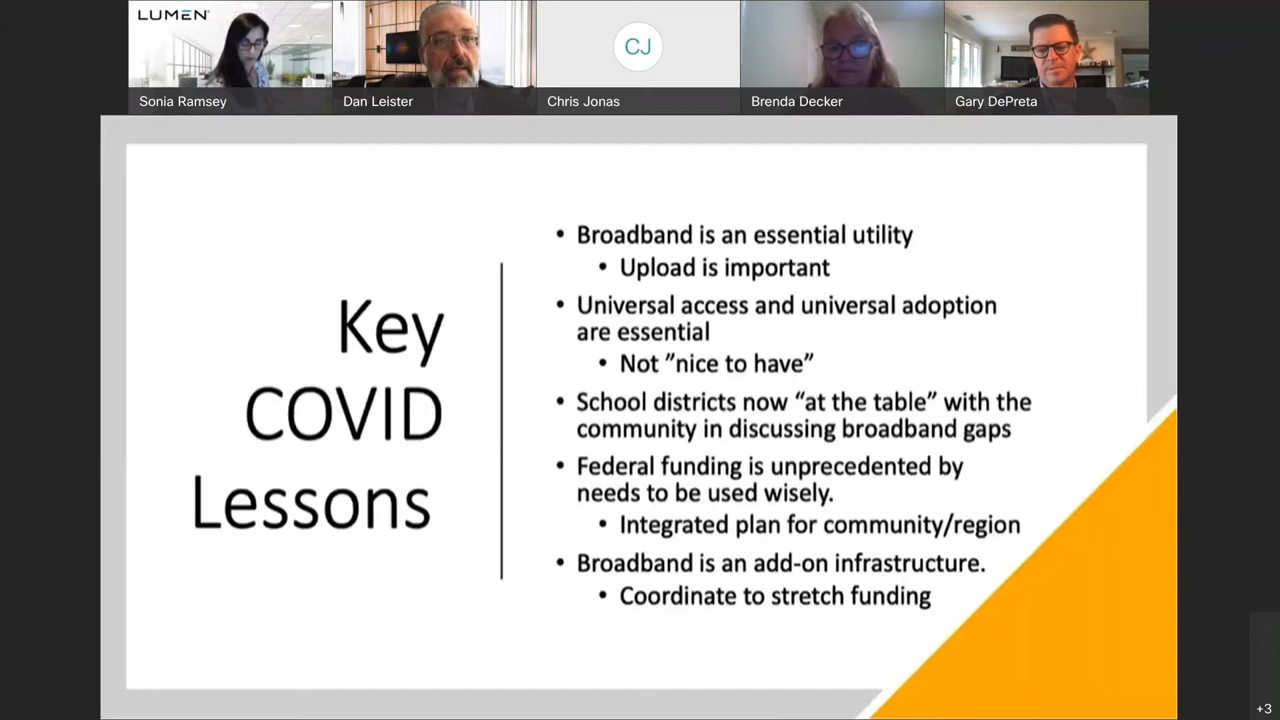 LUMEN®
Sonia Ramsey
Dan Leister
CJ
Chris Jonas
Brenda Decker
Gary DePreta
Key
COVID
Lessons
• Broadband is an essential utility
• Upload is important
• Universal access and universal adoption
are essential
• Not ”nice to have”
• School districts now “at the table” with the
community in discussing broadband gaps
• Federal funding is unprecedented by
needs to be used wisely.
• Integrated plan for community/region
• Broadband is an add-on infrastructure.
• Coordinate to stretch funding
+3